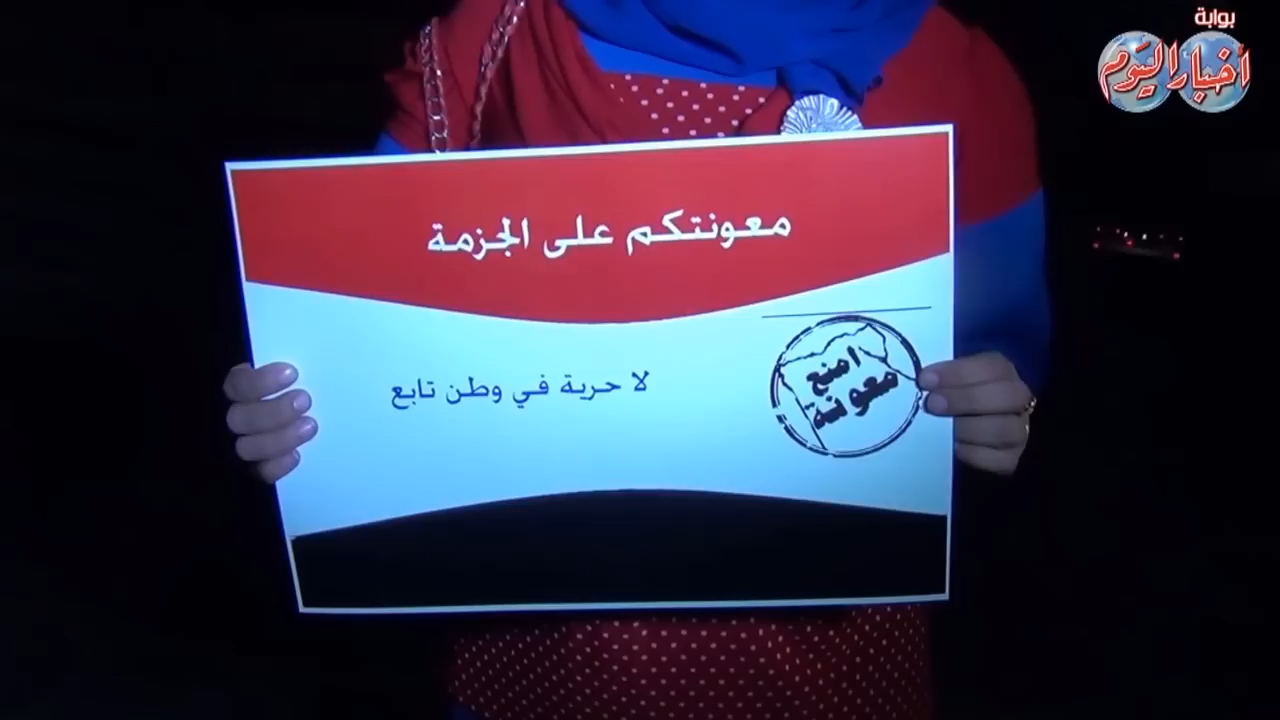 بوابة
أخبار اليوم
معونتكم على الجزمة
امنع
معونة
لا حرية في وطن تابع